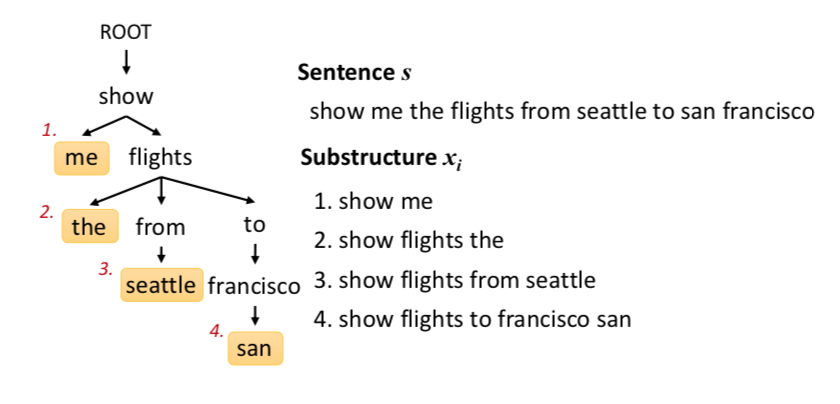 ROOT
show
1.
me flights
2.
the from to
3.
seattle francisco
4.
san
Sentence s
show me the flights from seattle to san francisco
Substructure xᵢ
1. show me
2. show flights the
3. show flights from seattle
4. show flights to francisco san